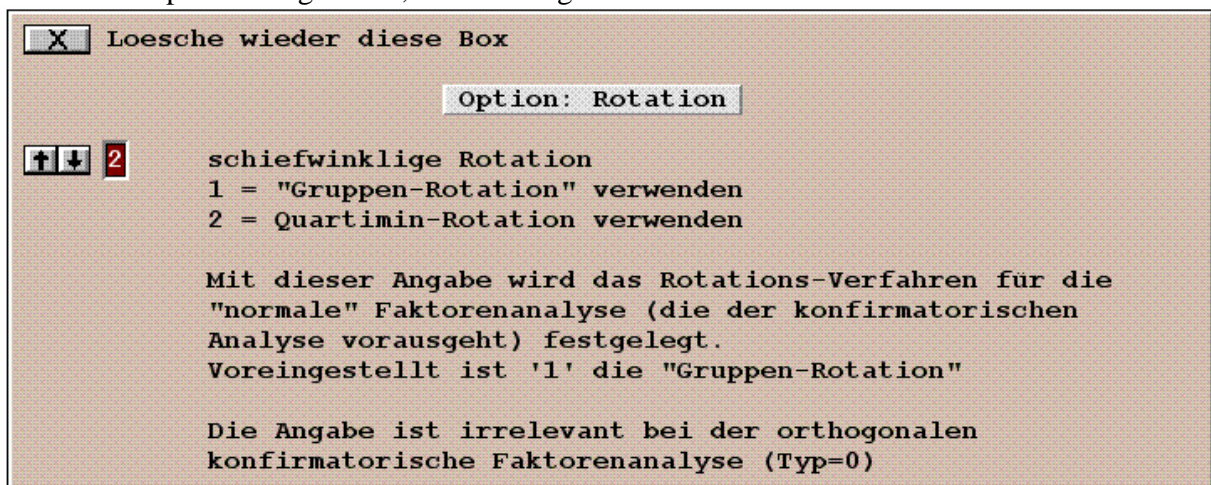 X Loesche wieder diese Box
Option: Rotation
2 schiefwinklige Rotation
1 = "Gruppen-Rotation" verwenden
2 = Quartimin-Rotation verwenden
Mit dieser Angabe wird das Rotations-Verfahren für die
"normale" Faktorenanalyse (die der konfirmatorischen
Analyse vorausgeht) festgelegt.
Voreingestellt ist '1' die "Gruppen-Rotation"
Die Angabe ist irrelevant bei der orthogonalen
konfirmatorische Faktorenanalyse (Typ=0)